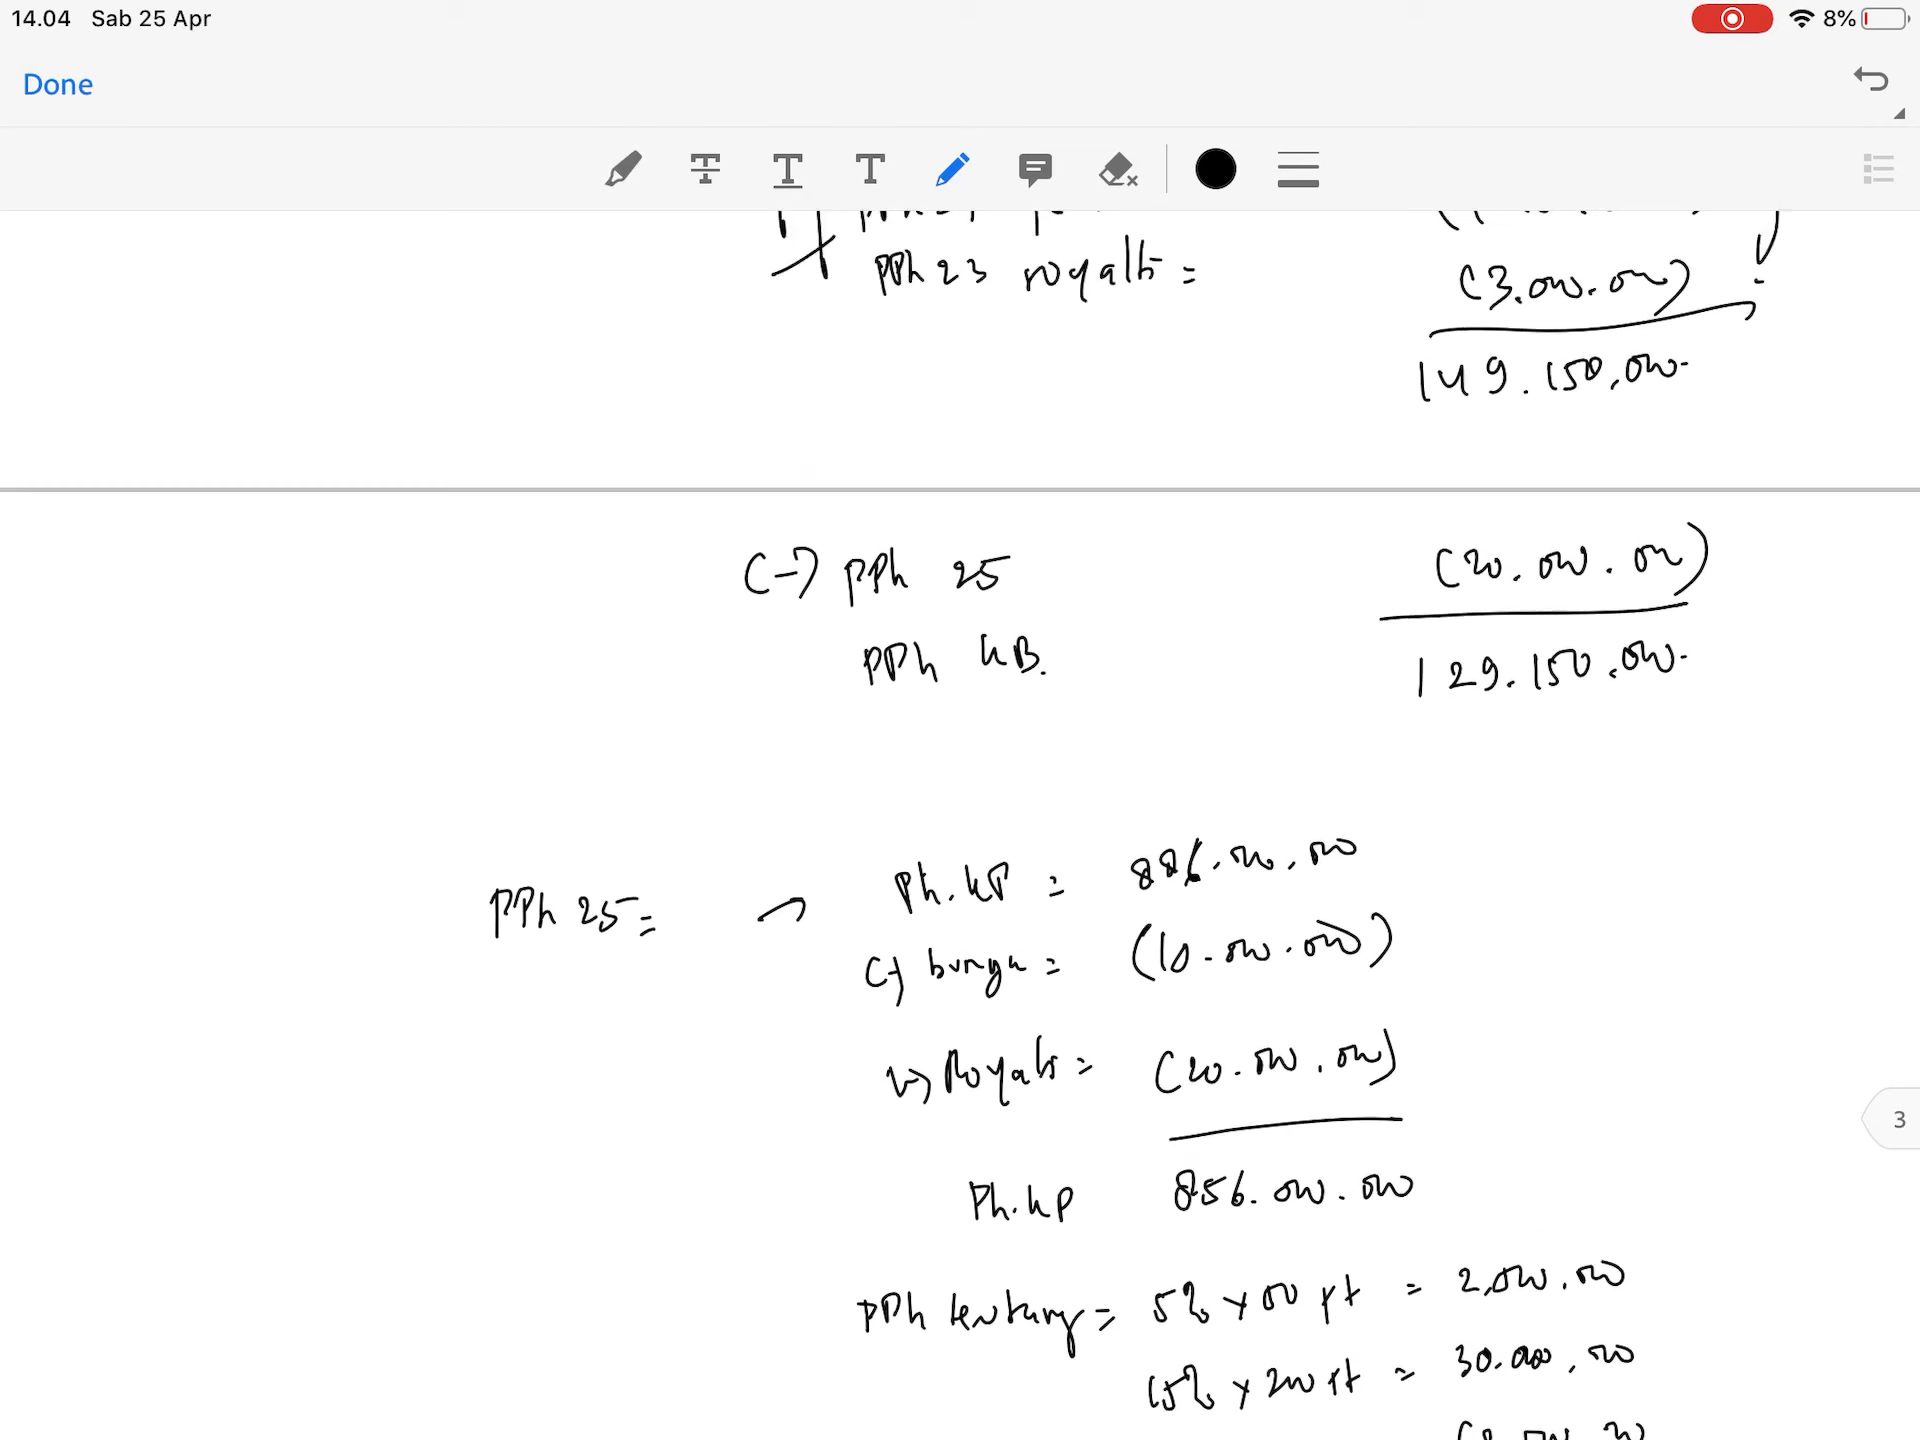 14.04 Sab 25 Apr 8%
Done
PPh 23 royalti = (3.000.000)
149.150.000.-
(-) PPh 25 (20.000.000)
PPh KB. 129.150.000.-
PPh 25 = Ph.KP = 886.000.000
(-) bunga = (10.000.000)
(-) Royalti = (20.000.000)
3
Ph.KP 856.000.000
PPh terutang = 5% x 50 jt = 2,500.000
15% x 200 jt = 30.000.000